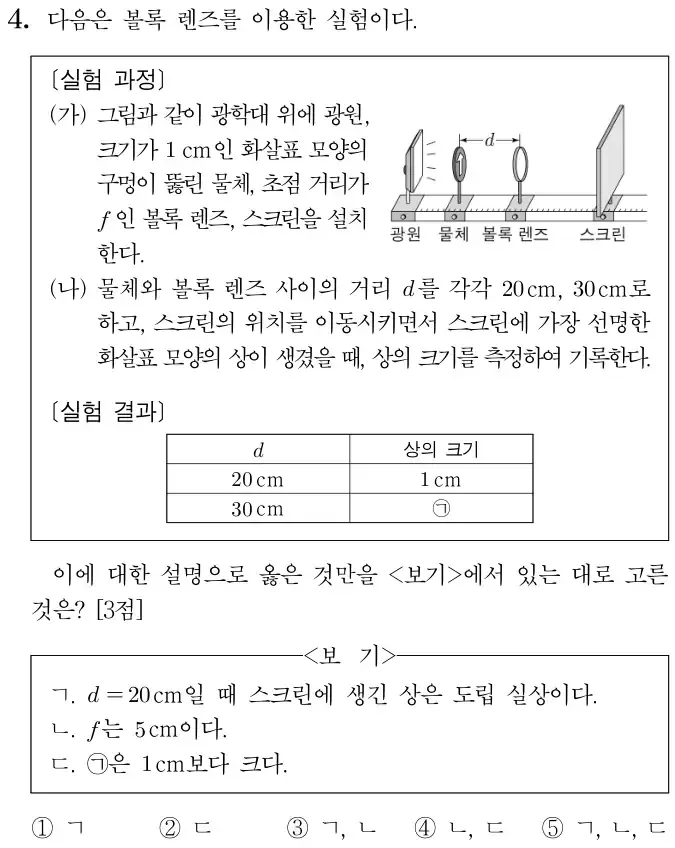 4. 다음은 볼록 렌즈를 이용한 실험이다.
〔실험 과정〕
(가) 그림과 같이 광학대 위에 광원,
크기가 1 cm인 화살표 모양의
구멍이 뚫린 물체, 초점 거리가
f 인 볼록 렌즈, 스크린을 설치
한다.
d
광원 물체 볼록 렌즈 스크린
(나) 물체와 볼록 렌즈 사이의 거리 d를 각각 20cm, 30cm로
하고, 스크린의 위치를 이동시키면서 스크린에 가장 선명한
화살표 모양의 상이 생겼을 때, 상의 크기를 측정하여 기록한다.
〔실험 결과〕
d 상의 크기
20cm 1cm
30cm ㉠
이에 대한 설명으로 옳은 것만을 <보기>에서 있는 대로 고른
것은? [3점]
<보 기>
ㄱ. d＝20cm일 때 스크린에 생긴 상은 도립 실상이다.
ㄴ. f는 5cm이다.
ㄷ. ㉠은 1cm보다 크다.
① ㄱ ② ㄷ ③ ㄱ, ㄴ ④ ㄴ, ㄷ ⑤ ㄱ, ㄴ, ㄷ